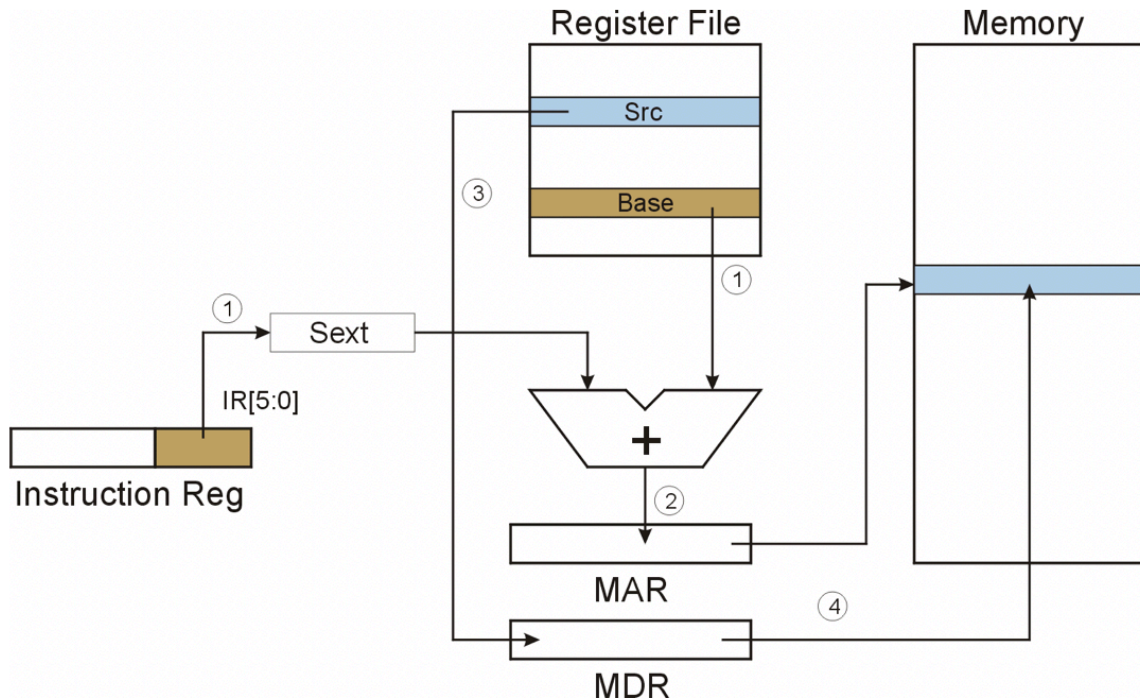 Register File
Memory
Src
3
Base
1
1
Sext
IR[5:0]
+
Instruction Reg
2
MAR
4
MDR